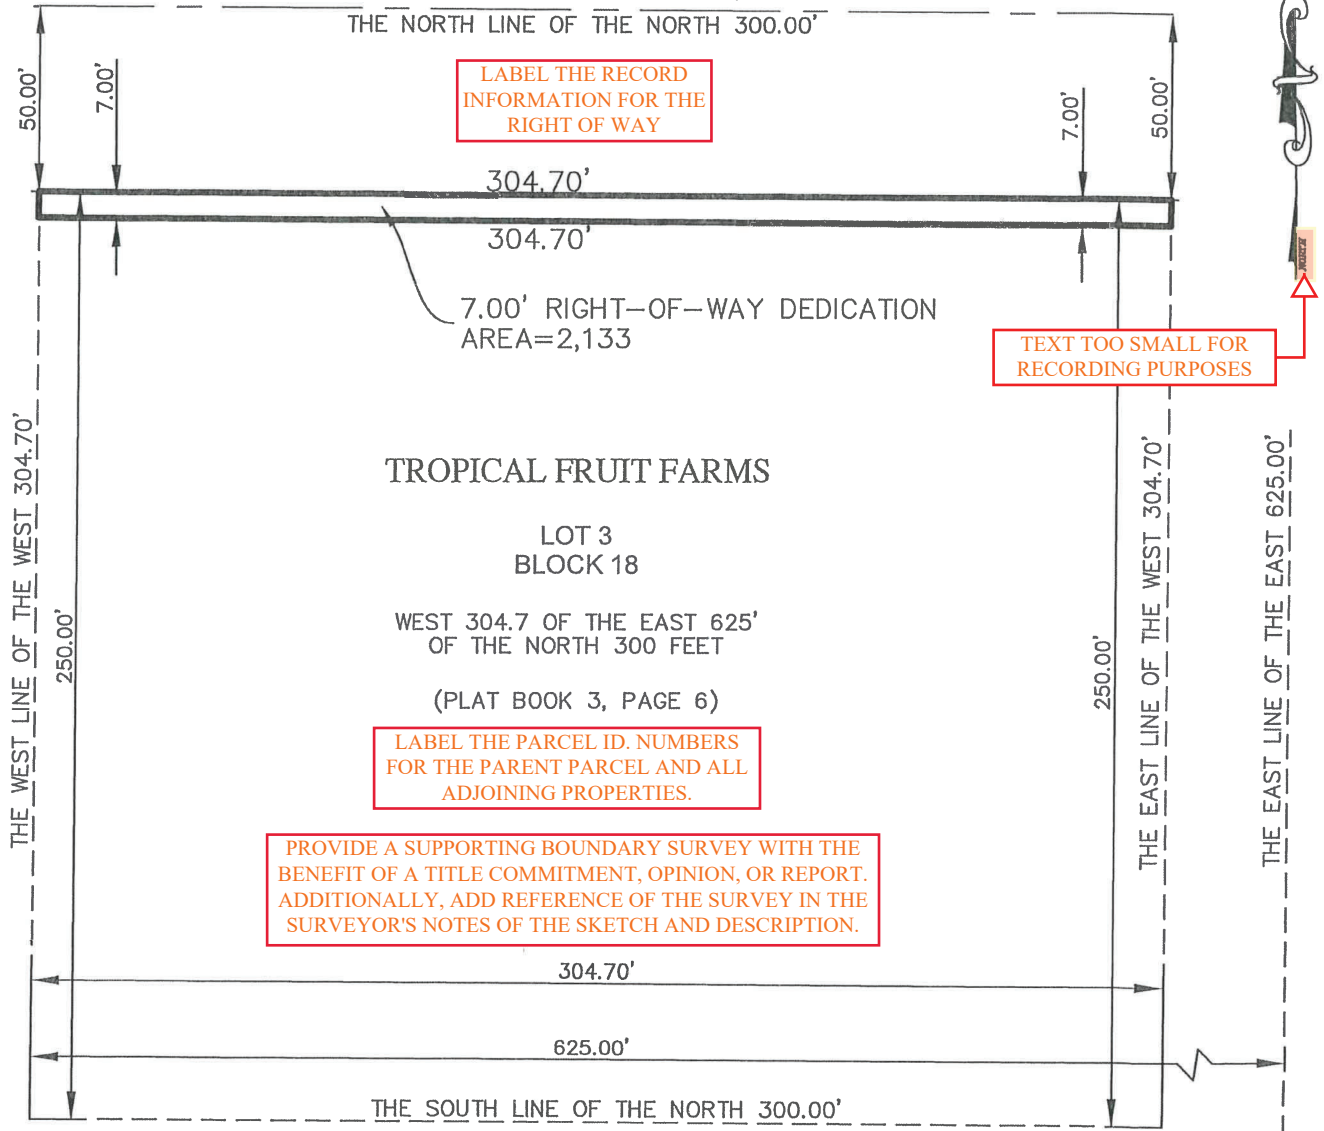 THE NORTH LINE OF THE NORTH 300.00'
50.00'
7.00'
LABEL THE RECORD
INFORMATION FOR THE
RIGHT OF WAY
7.00'
50.00'
304.70'
304.70'
NORTH
7.00' RIGHT-OF-WAY DEDICATION
AREA=2,133
TEXT TOO SMALL FOR
RECORDING PURPOSES
THE WEST LINE OF THE WEST 304.70'
250.00'
TROPICAL FRUIT FARMS
LOT 3
BLOCK 18
WEST 304.7 OF THE EAST 625'
OF THE NORTH 300 FEET
(PLAT BOOK 3, PAGE 6)
LABEL THE PARCEL ID. NUMBERS
FOR THE PARENT PARCEL AND ALL
ADJOINING PROPERTIES.
PROVIDE A SUPPORTING BOUNDARY SURVEY WITH THE
BENEFIT OF A TITLE COMMITMENT, OPINION, OR REPORT.
ADDITIONALLY, ADD REFERENCE OF THE SURVEY IN THE
SURVEYOR'S NOTES OF THE SKETCH AND DESCRIPTION.
250.00'
THE EAST LINE OF THE WEST 304.70'
THE EAST LINE OF THE EAST 625.00'
304.70'
625.00'
THE SOUTH LINE OF THE NORTH 300.00'